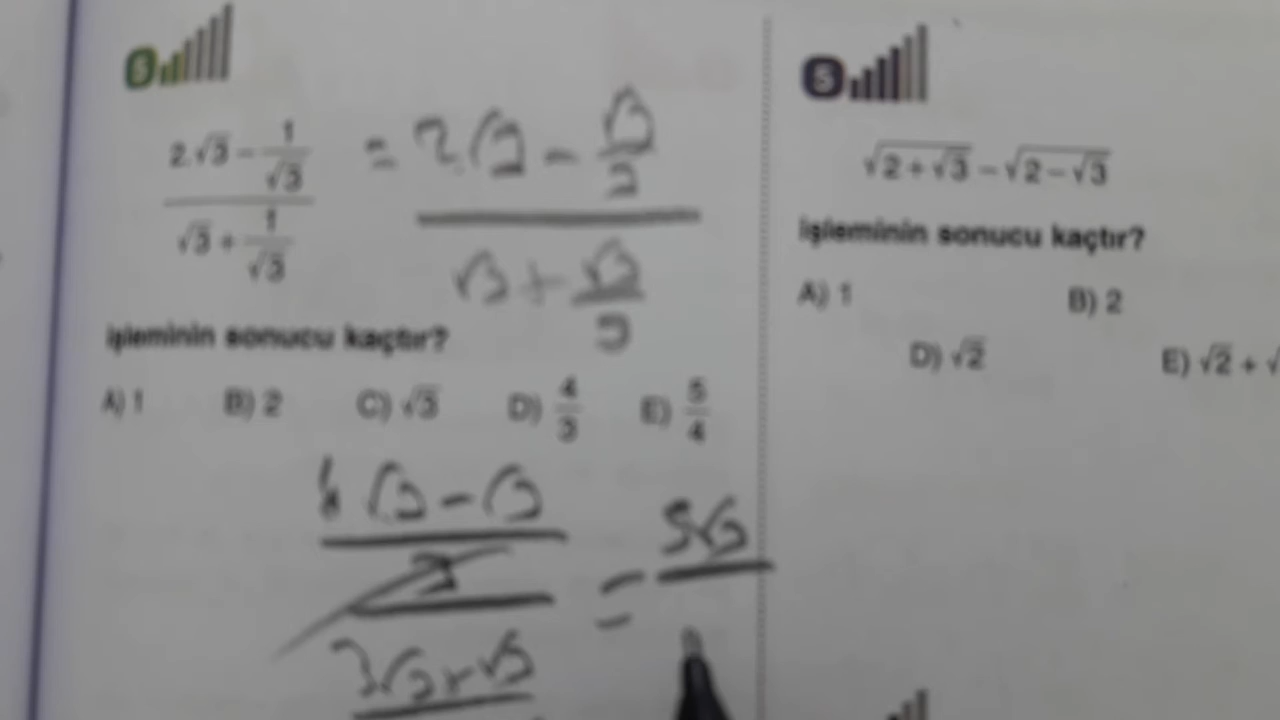 S
2.√3 − 1/√3
√3 + 1/√3
= 2.√3 − √3/3
√3 + √3/3
işleminin sonucu kaçtır?
A) 1 B) 2 C) √3 D) 4/3 E) 5/4
6√3 − √3
3
3√3 + √3
= 5√3
S
√2 + √3 − √2 − √3
işleminin sonucu kaçtır?
A) 1 B) 2
D) √2 E) √2 + √